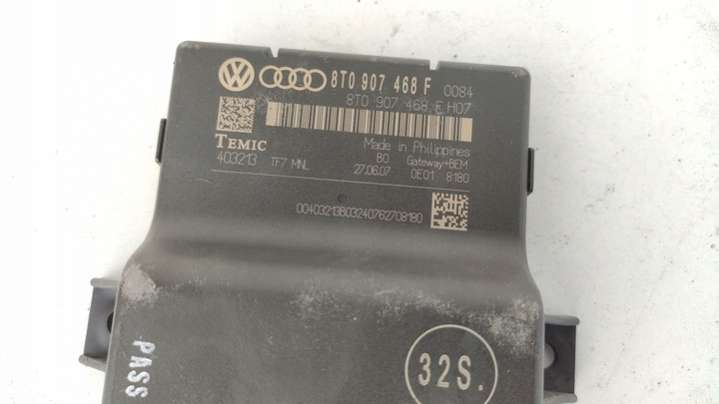 8T0 907 468 F 0084
8T0 907 468 E H07
TEMIC Made in Philippines
403213 TF7 MNL B0 Gateway+BEM
27.06.07 0E01 8180
00403213B03240762708180
32S.
PASS